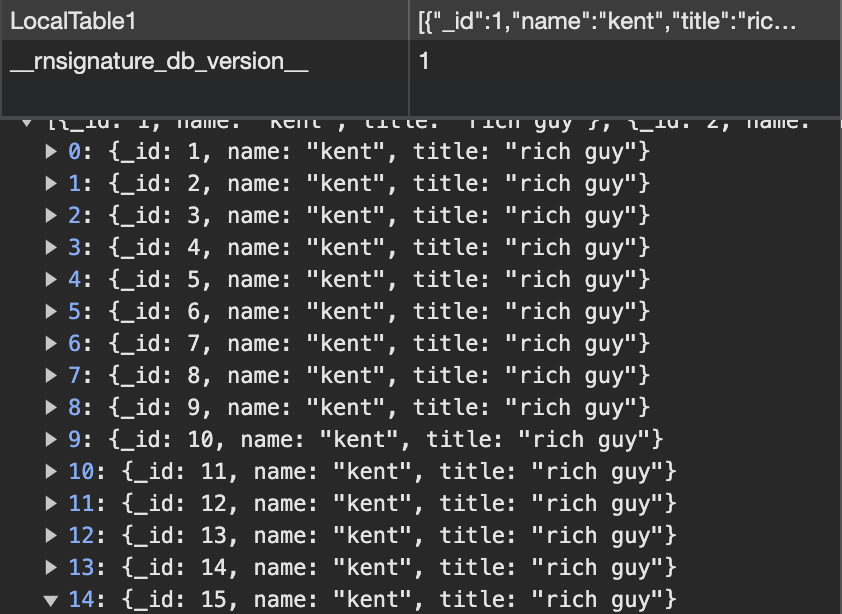 LocalTable1 [{"_id":1,"name":"kent","title":"ric…
__rnsignature_db_version__ 1
▼ [{_id: 1, name: "kent", title: "rich guy"}, {_id: 2, name: "
▶ 0: {_id: 1, name: "kent", title: "rich guy"}
▶ 1: {_id: 2, name: "kent", title: "rich guy"}
▶ 2: {_id: 3, name: "kent", title: "rich guy"}
▶ 3: {_id: 4, name: "kent", title: "rich guy"}
▶ 4: {_id: 5, name: "kent", title: "rich guy"}
▶ 5: {_id: 6, name: "kent", title: "rich guy"}
▶ 6: {_id: 7, name: "kent", title: "rich guy"}
▶ 7: {_id: 8, name: "kent", title: "rich guy"}
▶ 8: {_id: 9, name: "kent", title: "rich guy"}
▶ 9: {_id: 10, name: "kent", title: "rich guy"}
▶ 10: {_id: 11, name: "kent", title: "rich guy"}
▶ 11: {_id: 12, name: "kent", title: "rich guy"}
▶ 12: {_id: 13, name: "kent", title: "rich guy"}
▶ 13: {_id: 14, name: "kent", title: "rich guy"}
▼ 14: {_id: 15, name: "kent", title: "rich guy"}